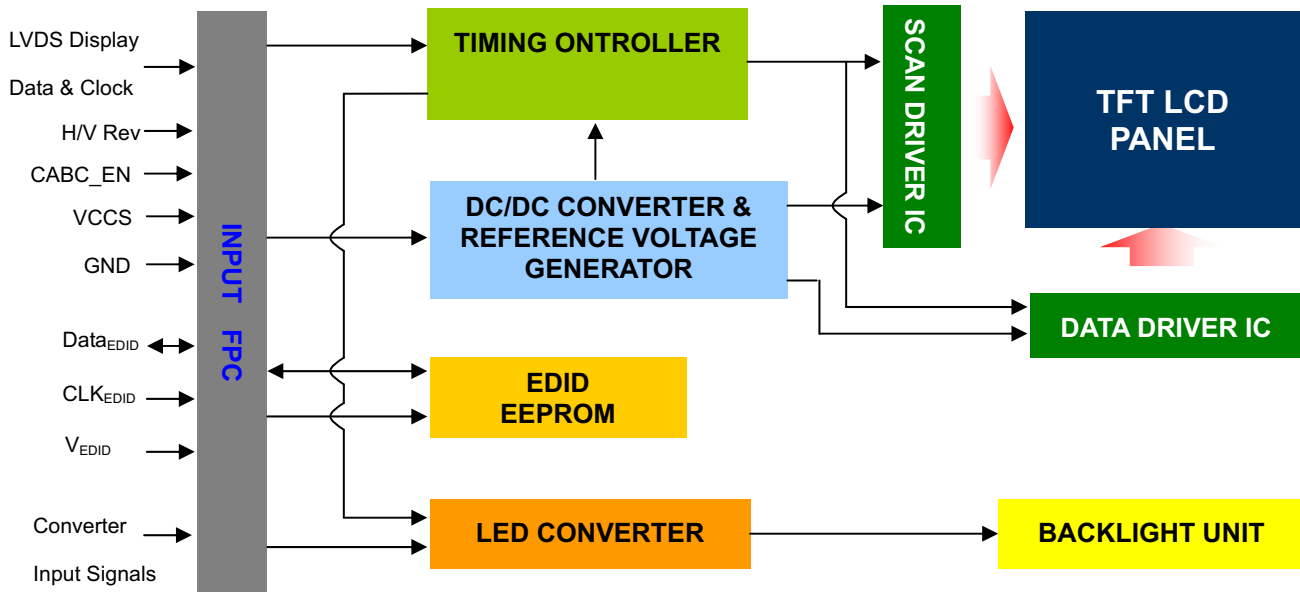 LVDS Display
Data & Clock
H/V Rev
CABC_EN
VCCS
GND
DataEDID
CLKEDID
VEDID
Converter
Input Signals
INPUT FPC
TIMING ONTROLLER
DC/DC CONVERTER &
REFERENCE VOLTAGE
GENERATOR
EDID
EEPROM
LED CONVERTER
SCAN DRIVER IC
TFT LCD
PANEL
DATA DRIVER IC
BACKLIGHT UNIT